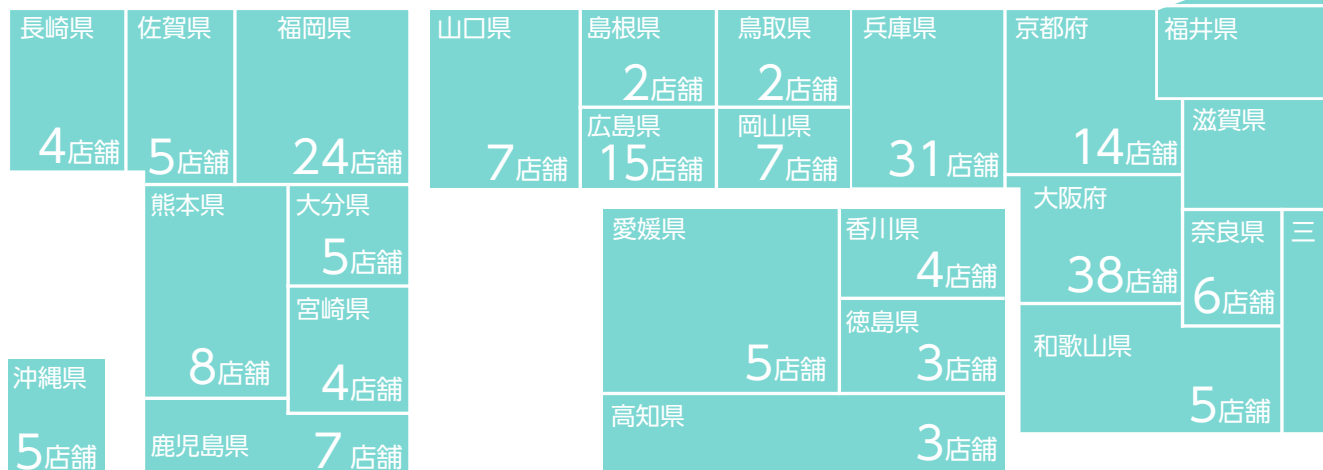 長崎県
4店舗
佐賀県
5店舗
福岡県
24店舗
山口県
7店舗
島根県
2店舗
鳥取県
2店舗
広島県
15店舗
岡山県
7店舗
兵庫県
31店舗
京都府
14店舗
福井県
滋賀県
熊本県
8店舗
大分県
5店舗
宮崎県
4店舗
鹿児島県
7店舗
沖縄県
5店舗
愛媛県
5店舗
香川県
4店舗
徳島県
3店舗
高知県
3店舗
大阪府
38店舗
奈良県
6店舗
三
和歌山県
5店舗